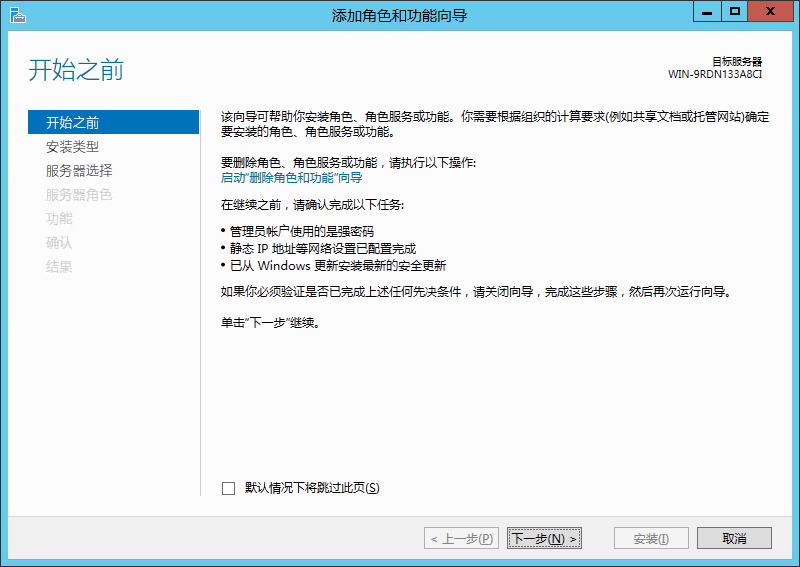 添加角色和功能向导
开始之前
目标服务器
WIN-9RDN133A8CI
开始之前
安装类型
服务器选择
服务器角色
功能
确认
结果
该向导可帮助你安装角色、角色服务或功能。你需要根据组织的计算要求(例如共享文档或托管网站)确定
要安装的角色、角色服务或功能。
要删除角色、角色服务或功能，请执行以下操作:
启动"删除角色和功能"向导
在继续之前，请确认完成以下任务:
• 管理员帐户使用的是强密码
• 静态 IP 地址等网络设置已配置完成
• 已从 Windows 更新安装最新的安全更新
如果你必须验证是否已完成上述任何先决条件，请关闭向导，完成这些步骤，然后再次运行向导。
单击"下一步"继续。
默认情况下将跳过此页(S)
< 上一步(P)
下一步(N) >
安装(I)
取消